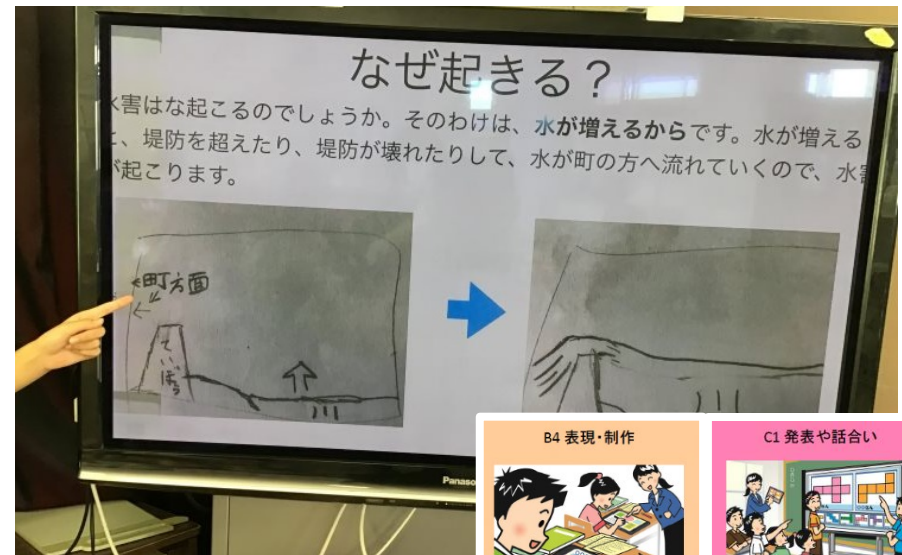 なぜ起きる?
水害はな起こるのでしょうか。そのわけは、水が増えるからです。水が増える
と、堤防を超えたり、堤防が壊れたりして、水が町の方へ流れていくので、水害
が起こります。
町方面
ていぼう
Panaso
B4 表現・制作
C1 発表や話合い